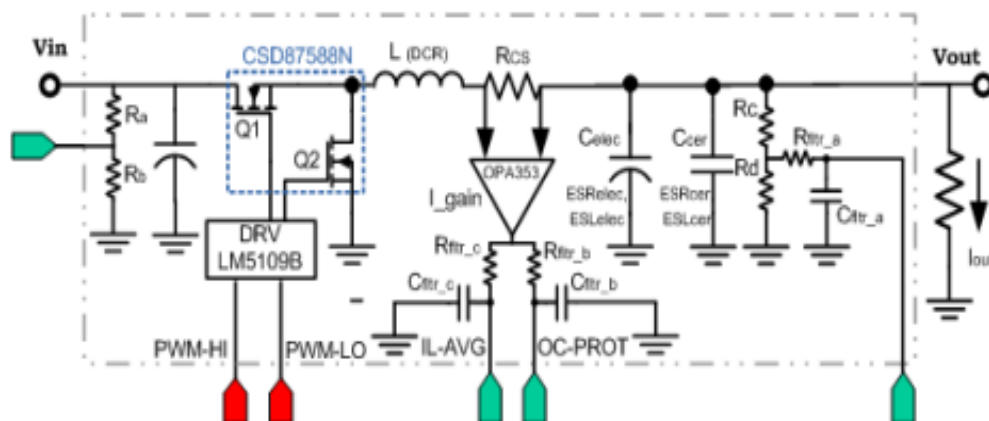 Vin
CSD87588N
L (DCR)
RCS
Vout
Ra
Q1
Rb
Q2
Celec
Ccer
Rc
Rfltr_a
OPA353
I_gain
ESRelec,
ESLelec
ESRcer
ESLcer
Rd
Cfltr_a
DRV
LM5109B
Rfltr_c
Rfltr_b
Cfltr_c
Cfltr_b
Iou
PWM-HI
PWM-LO
IL-AVG
OC-PROT